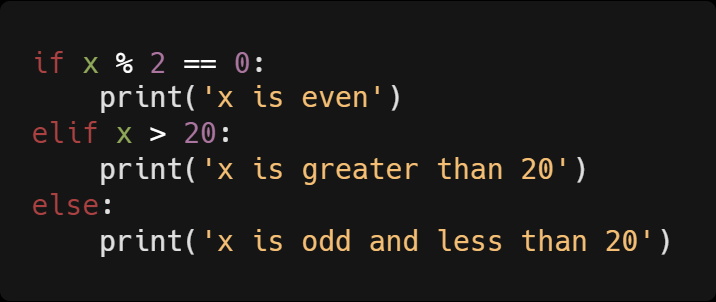 if x % 2 == 0:
    print('x is even')
elif x > 20:
    print('x is greater than 20')
else:
    print('x is odd and less than 20')